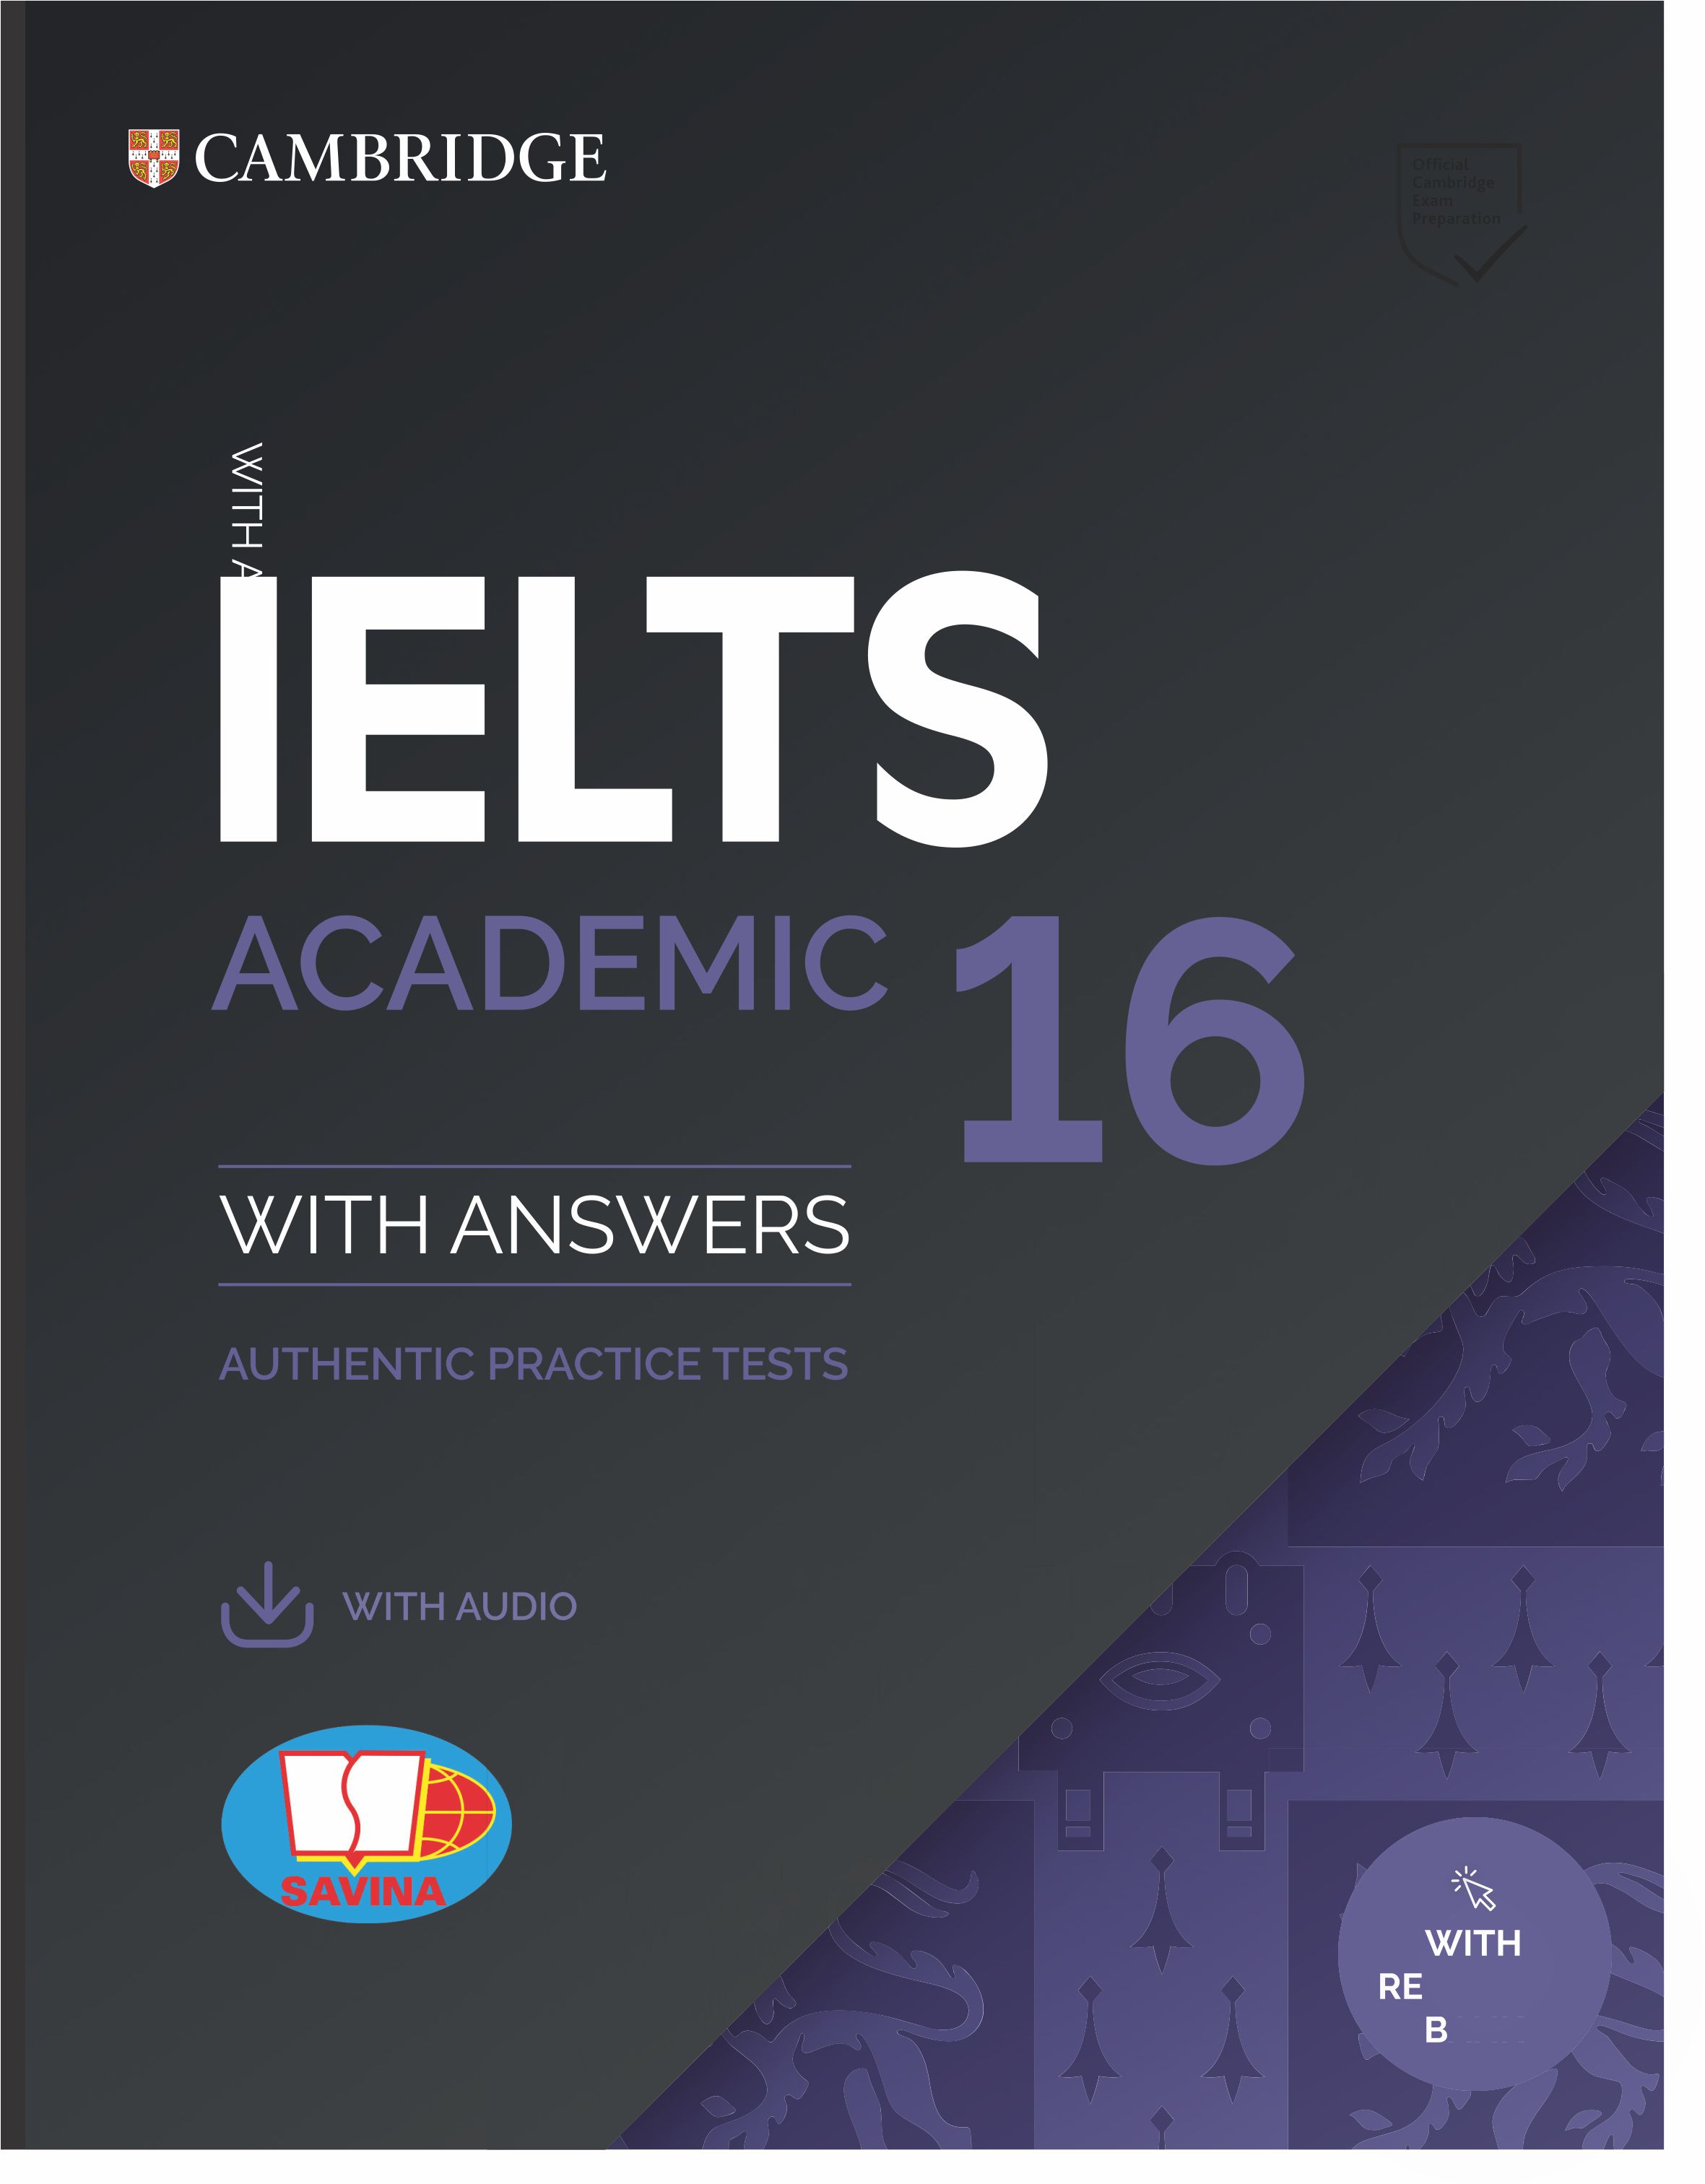 CAMBRIDGE
Official
Cambridge
Exam
Preparation
WITH A
IELTS
ACADEMIC 16
WITH ANSWERS
AUTHENTIC PRACTICE TESTS
WITH AUDIO
SAVINA
WITH
RE
B